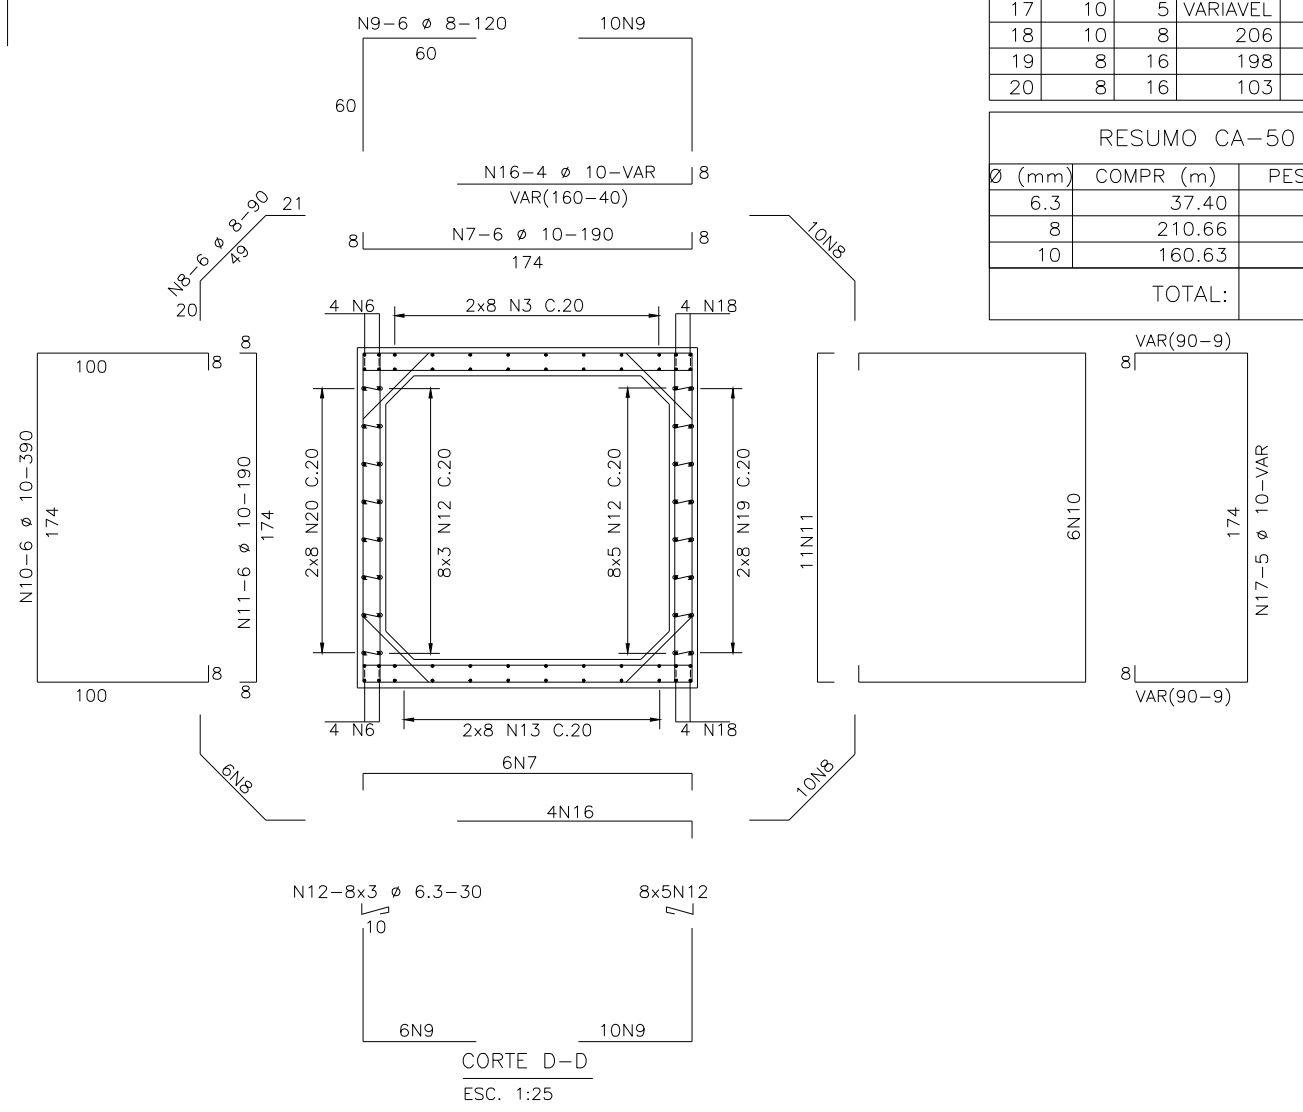 N9-6 ø 8-120
10N9
60
60
N16-4 ø 10-VAR
8
VAR(160-40)
21
N8-6 ø 8-90
49
20
8
N7-6 ø 10-190
8
174
10N8
17 10 5 VARIAVEL
18 10 8 206
19 8 16 198
20 8 16 103
RESUMO CA-50
Ø (mm) COMPR (m) PES
6.3 37.40
8 210.66
10 160.63
TOTAL:
4 N6
2x8 N3 C.20
4 N18
100
8
8
N10-6 ø 10-390
174
N11-6 ø 10-190
174
2x8 N20 C.20
8x3 N12 C.20
8x5 N12 C.20
2x8 N19 C.20
11N11
6N10
VAR(90-9)
8
174
N17-5 ø 10-VAR
8
VAR(90-9)
100
8
8
4 N6
2x8 N13 C.20
4 N18
6N7
6N8
10N8
4N16
N12-8x3 ø 6.3-30
8x5N12
10
6N9
10N9
CORTE D-D
ESC. 1:25